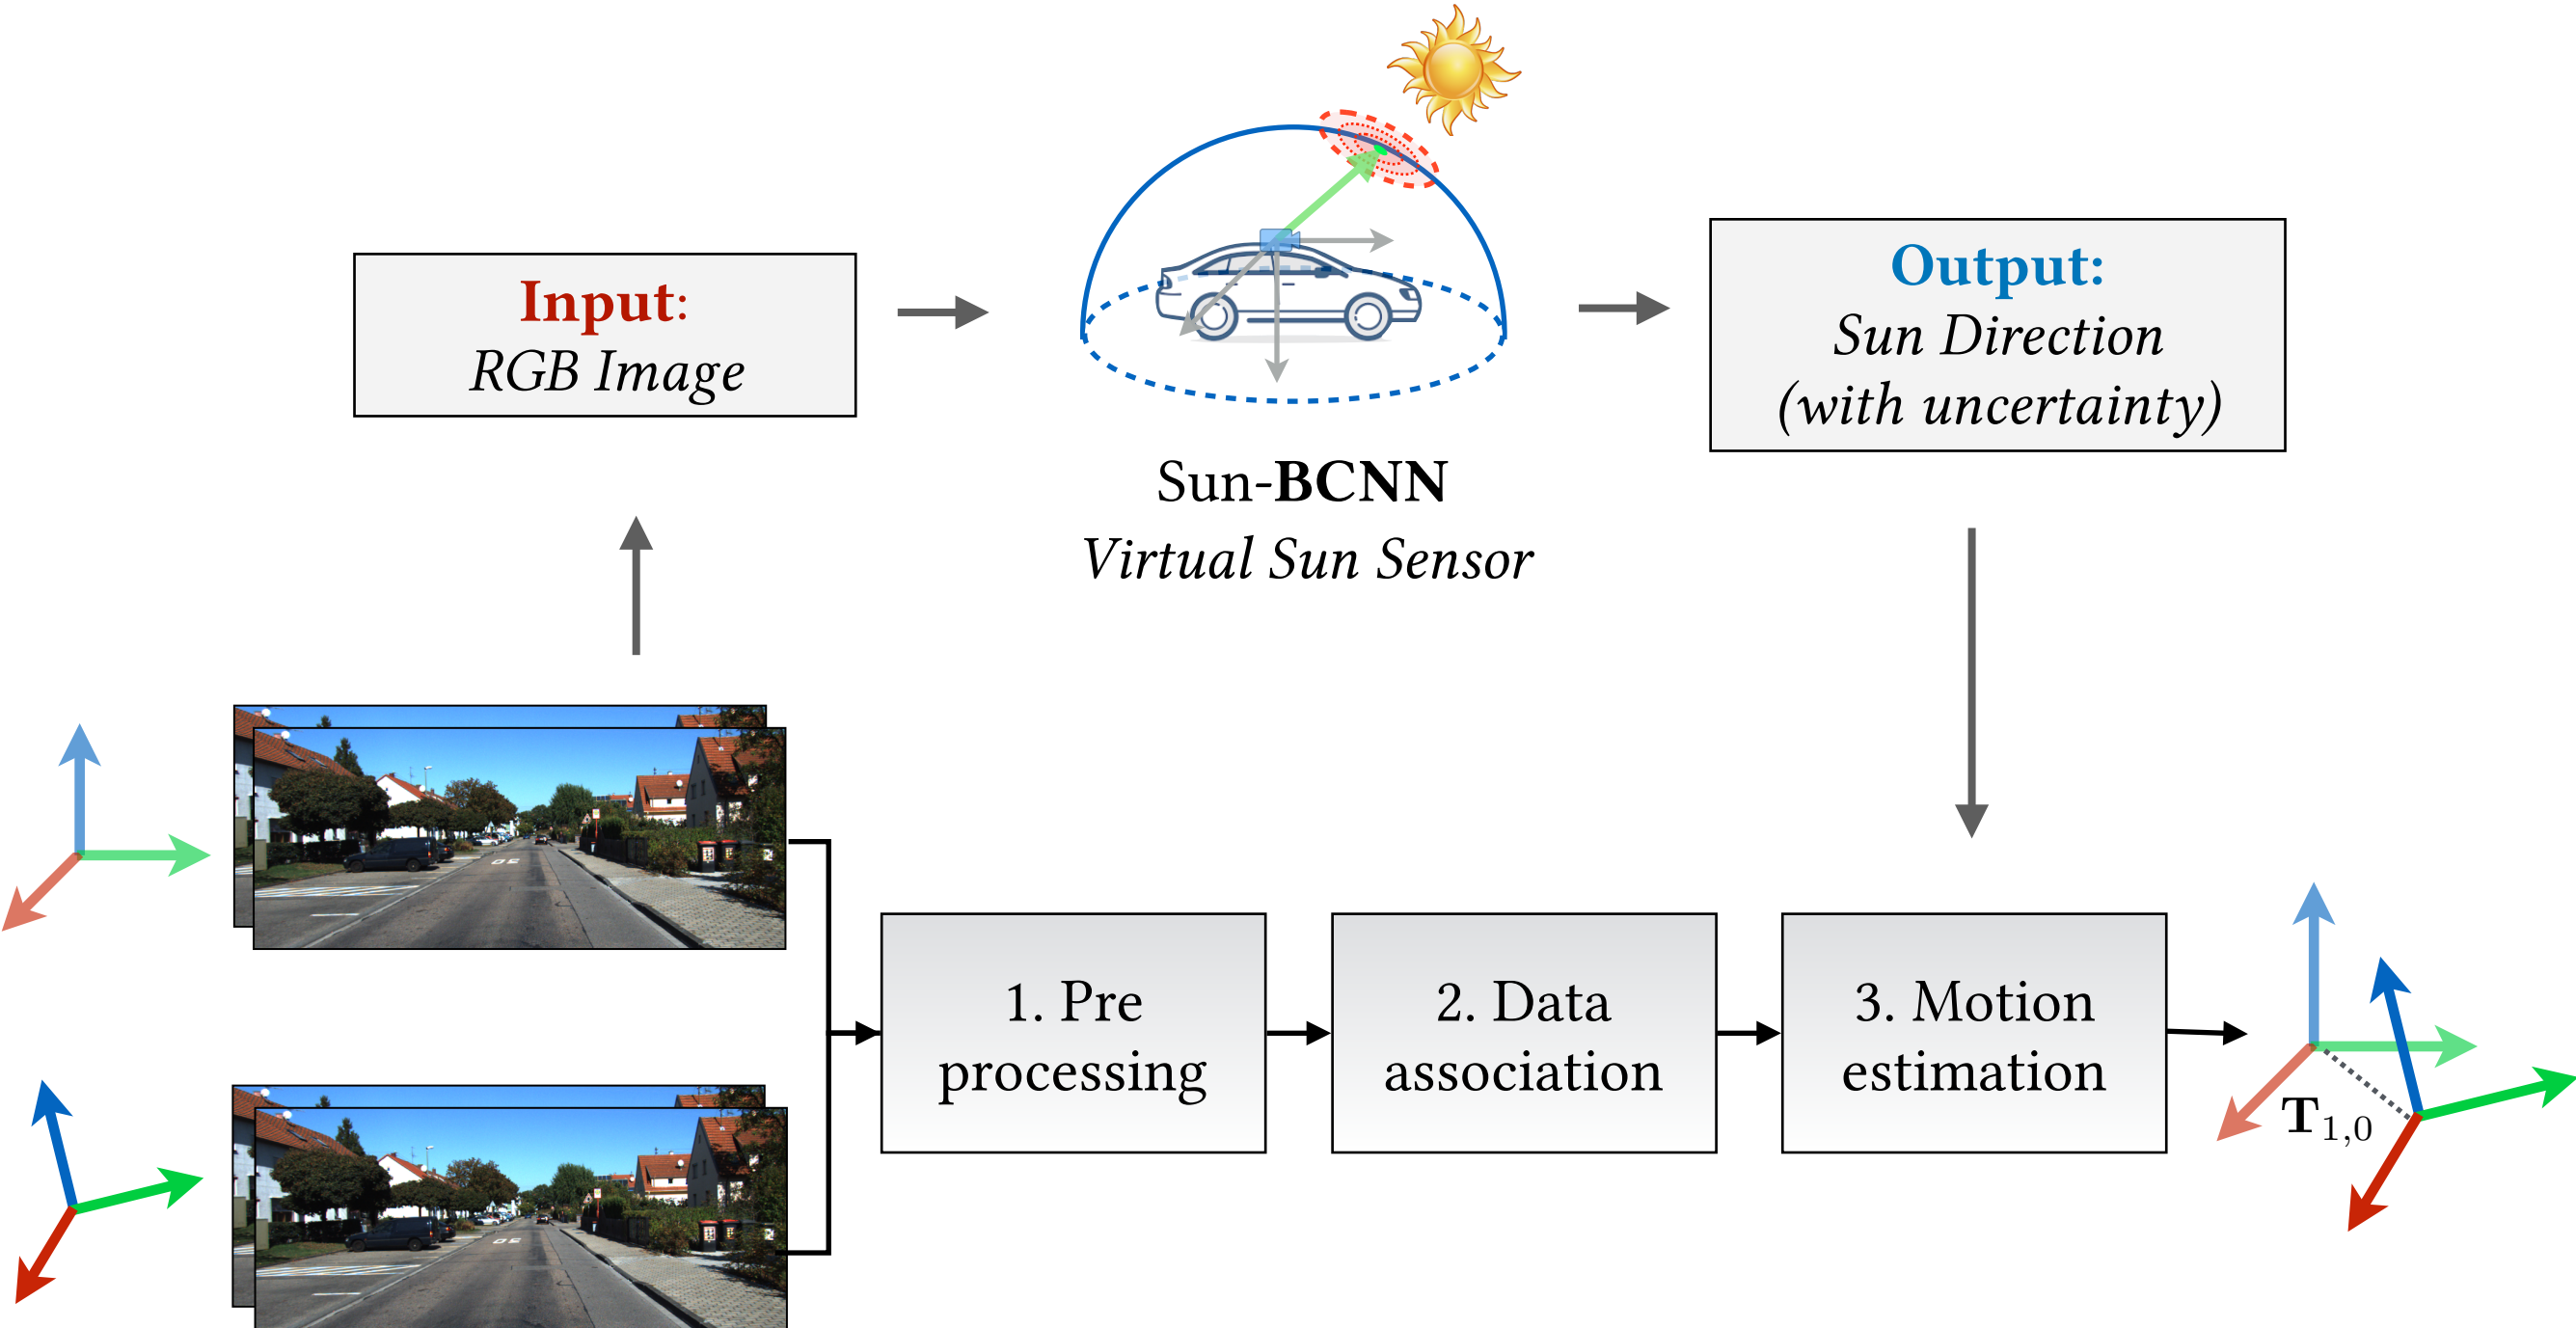 Input:
RGB Image
Sun-BCNN
Virtual Sun Sensor
Output:
Sun Direction
(with uncertainty)
1. Pre
processing
2. Data
association
3. Motion
estimation
T1,0